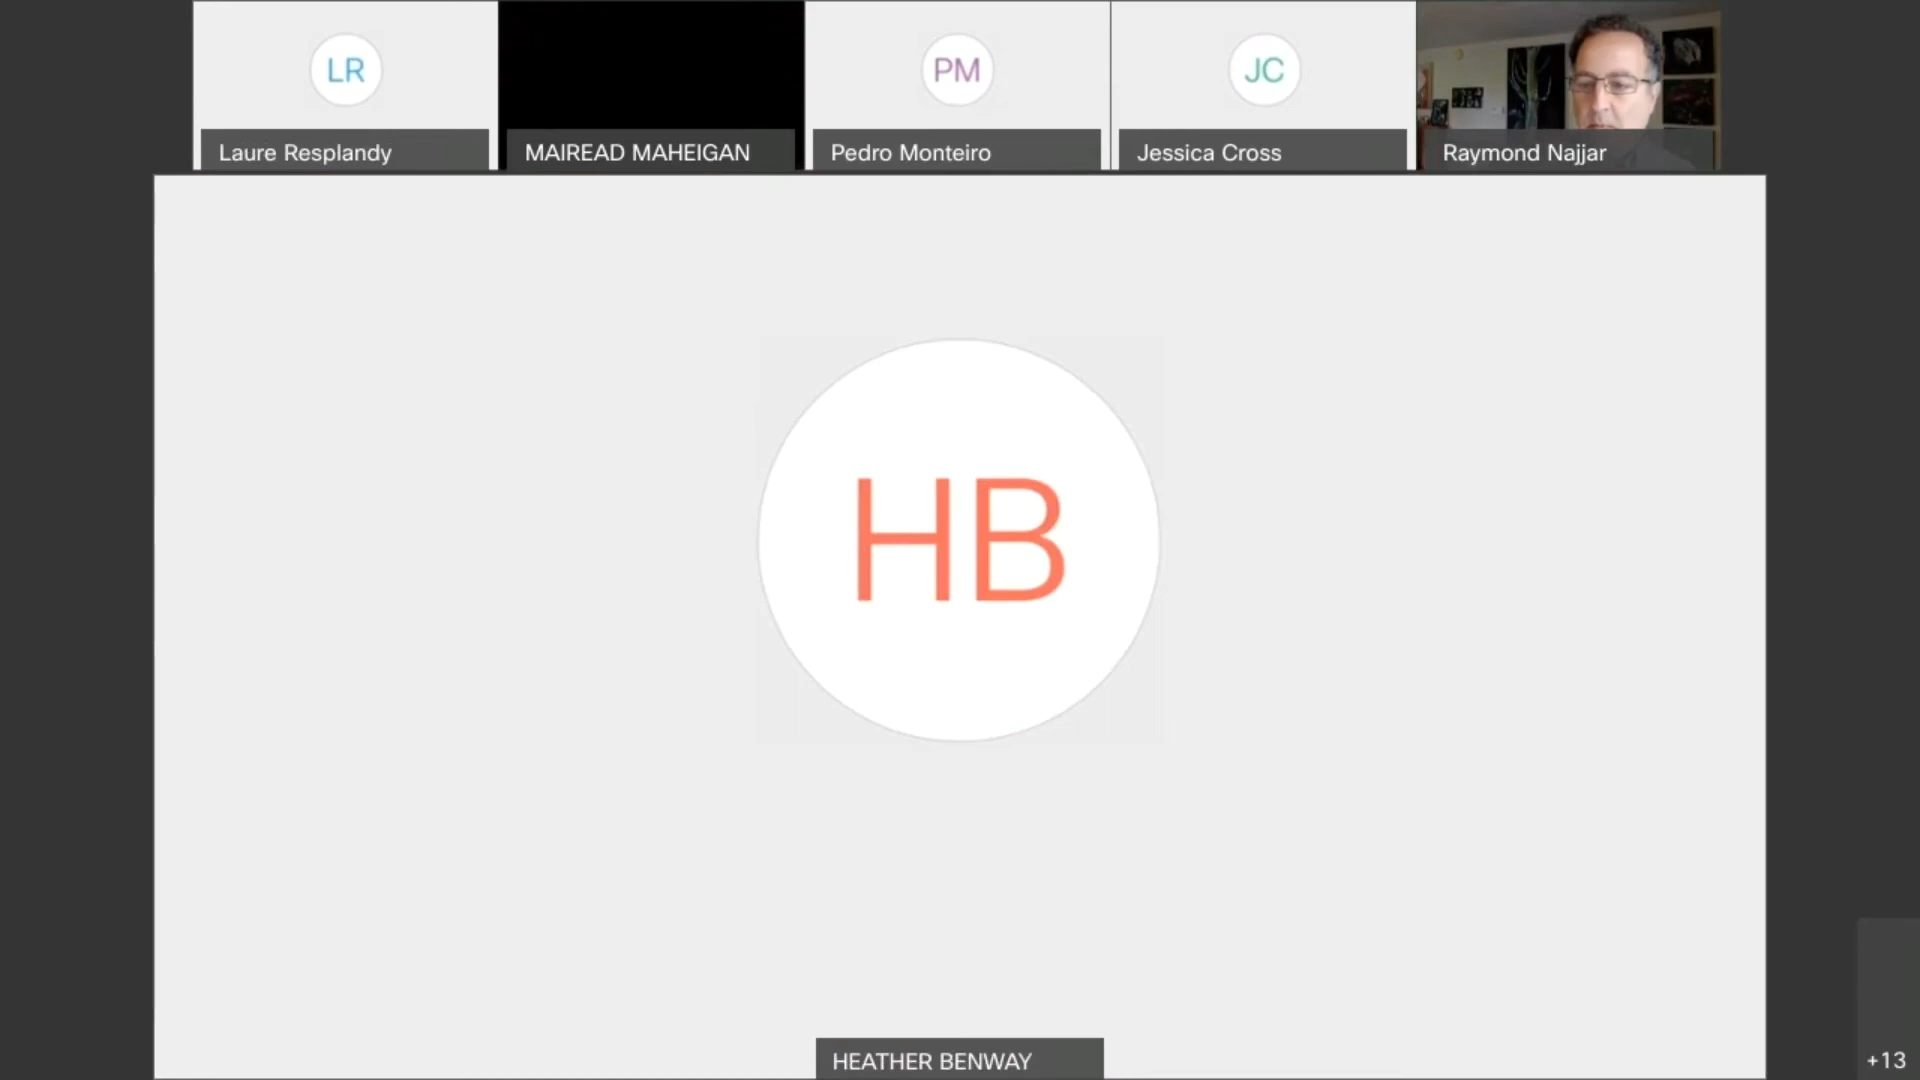 LR
PM
JC
Laure Resplandy
MAIREAD MAHEIGAN
Pedro Monteiro
Jessica Cross
Raymond Najjar
HB
HEATHER BENWAY
+13